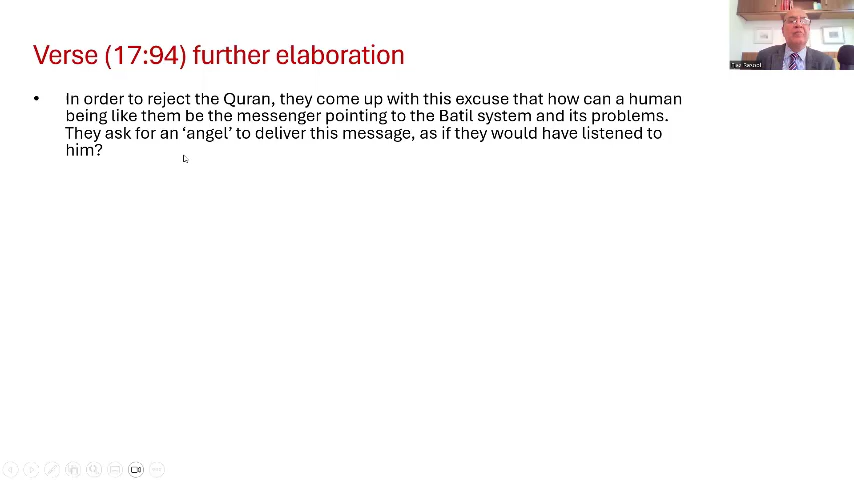 Verse (17:94) further elaboration
• In order to reject the Quran, they come up with this excuse that how can a human
being like them be the messenger pointing to the Batil system and its problems.
They ask for an ‘angel’ to deliver this message, as if they would have listened to
him?